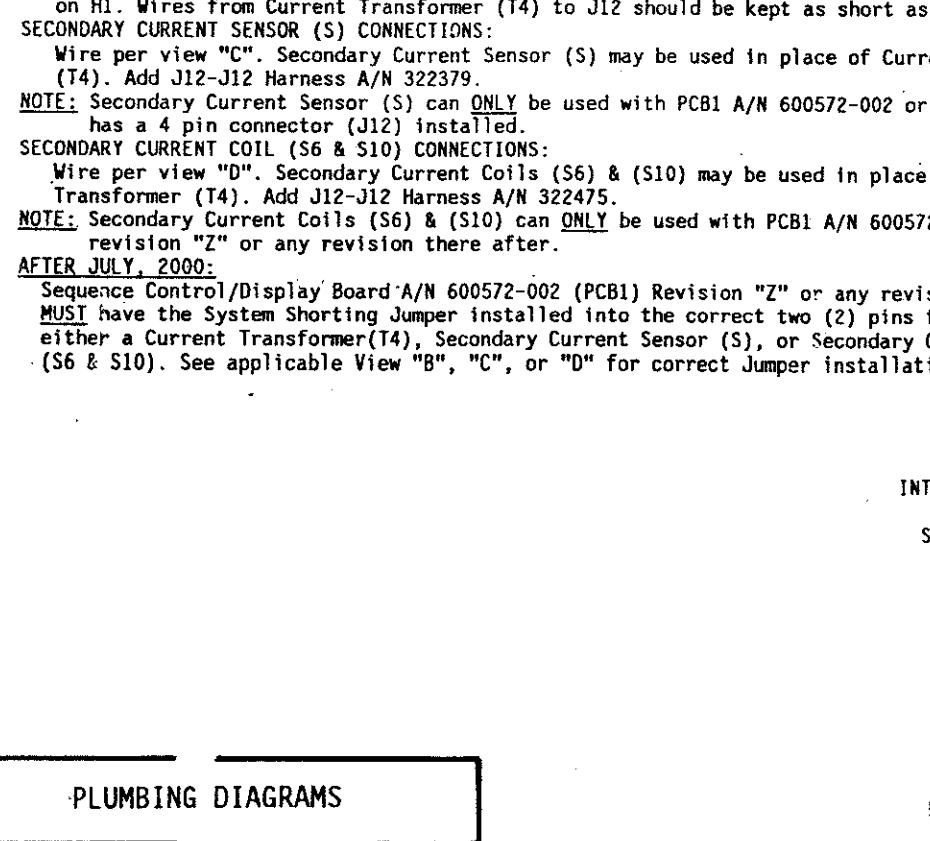 on H1. Wires from Current Transformer (T4) to J12 should be kept as short as
SECONDARY CURRENT SENSOR (S) CONNECTIONS:
Wire per view "C". Secondary Current Sensor (S) may be used in place of Curr
(T4). Add J12-J12 Harness A/N 322379.
NOTE: Secondary Current Sensor (S) can ONLY be used with PCB1 A/N 600572-002 or
has a 4 pin connector (J12) installed.
SECONDARY CURRENT COIL (S6 & S10) CONNECTIONS:
Wire per view "D". Secondary Current Coils (S6) & (S10) may be used in place
Transformer (T4). Add J12-J12 Harness A/N 322475.
NOTE: Secondary Current Coils (S6) & (S10) can ONLY be used with PCB1 A/N 600572
revision "Z" or any revision there after.
AFTER JULY, 2000:
Sequence Control/Display Board A/N 600572-002 (PCB1) Revision "Z" or any revis
MUST have the System Shorting Jumper installed into the correct two (2) pins
either a Current Transformer(T4), Secondary Current Sensor (S), or Secondary
(S6 & S10). See applicable View "B", "C", or "D" for correct Jumper installati
INT
S
PLUMBING DIAGRAMS